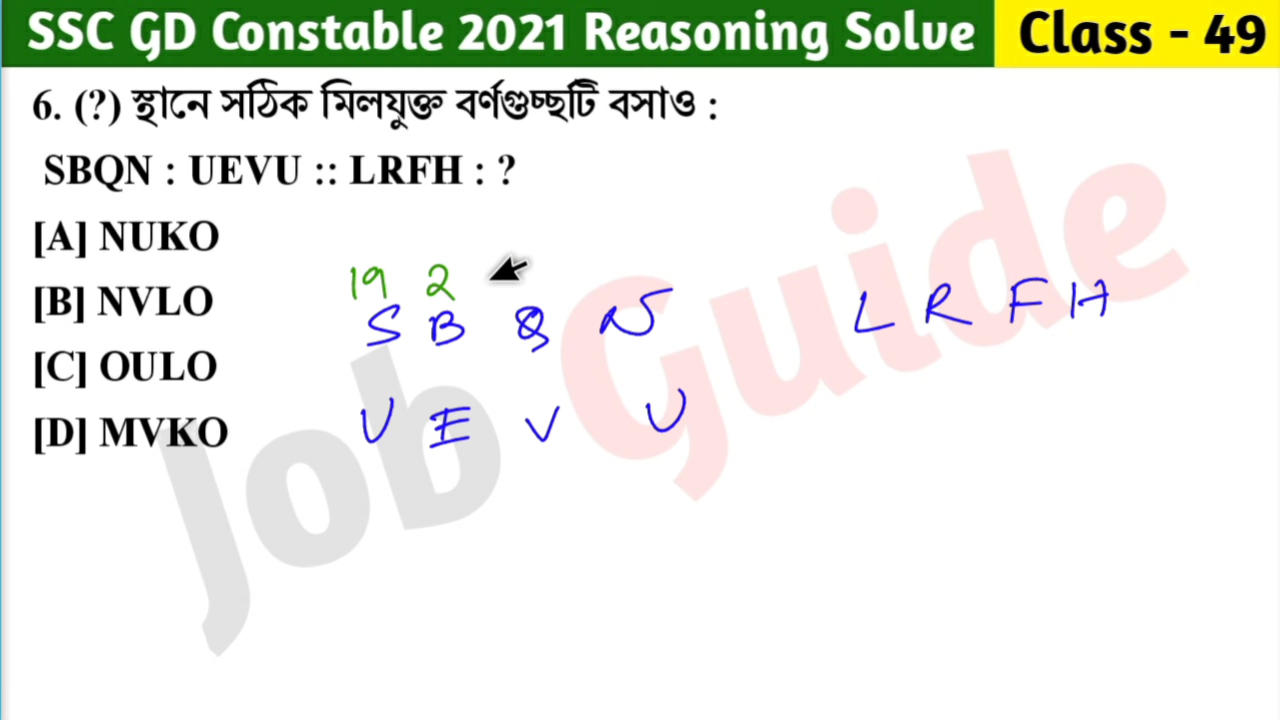 SSC GD Constable 2021 Reasoning Solve Class - 49
6. (?) স্থানে সঠিক মিলযুক্ত বর্ণগুচ্ছটি বসাও :
SBQN : UEVU :: LRFH : ?
[A] NUKO
[B] NVLO
[C] OULO
[D] MVKO
19 2
S B Q N L R F H
U E V U
Job Guide